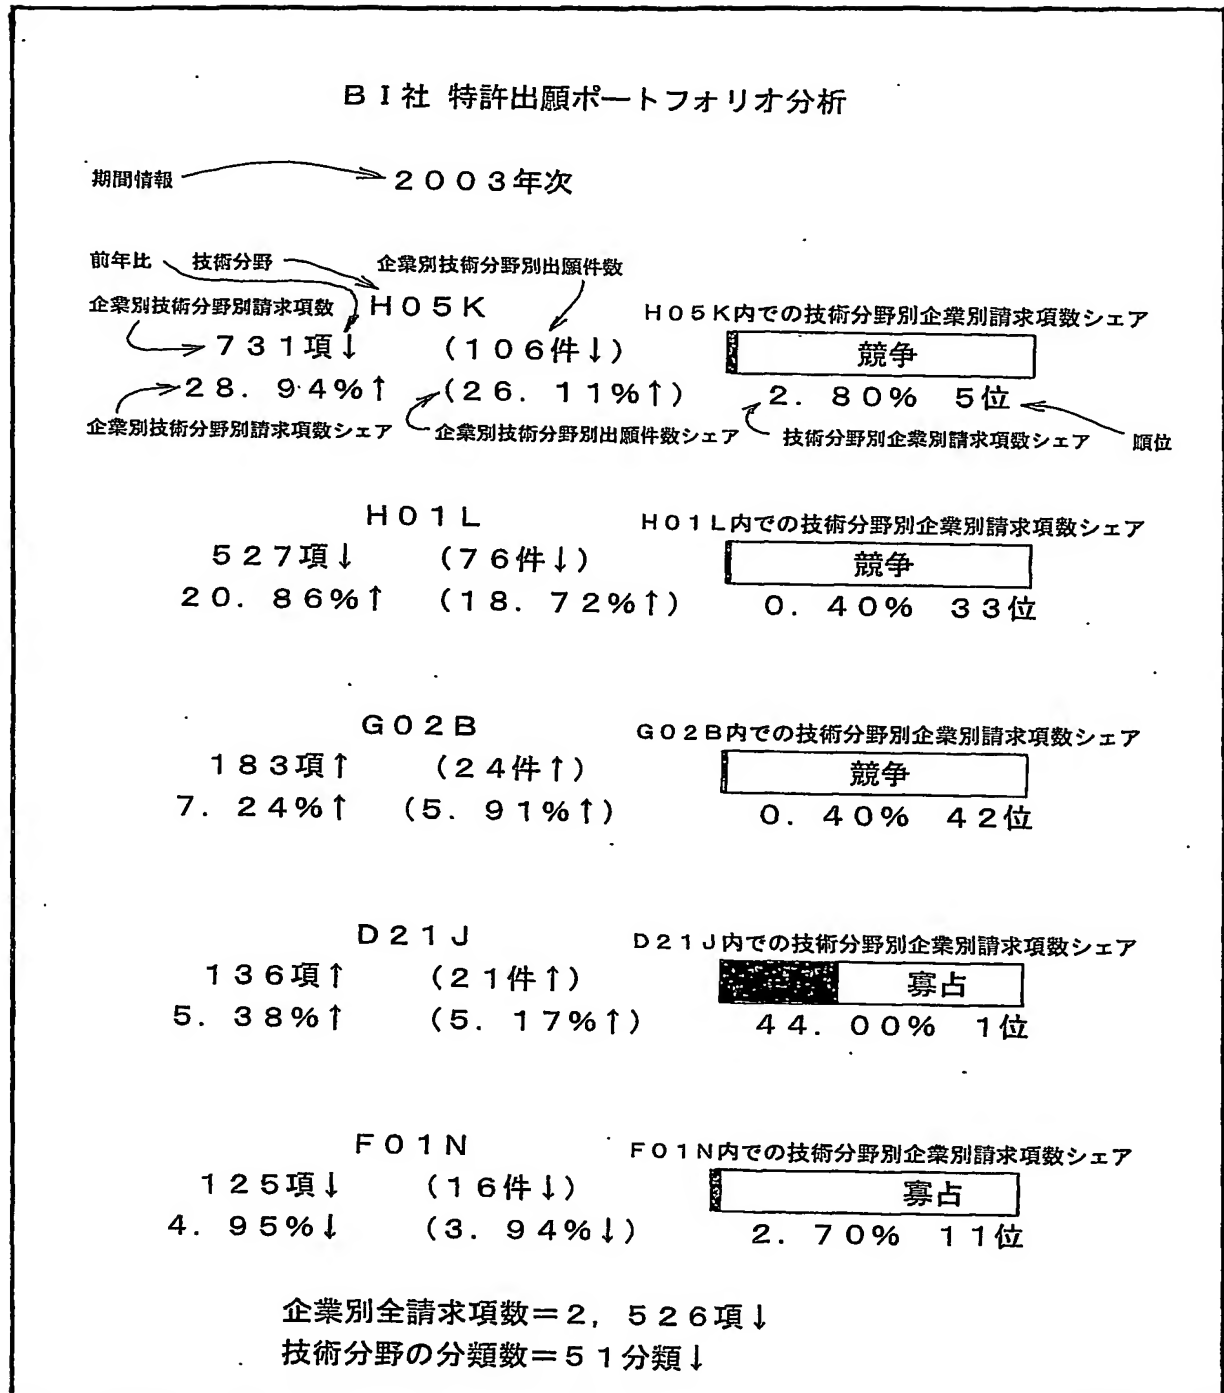 ＢＩ社 特許出願ポートフォリオ分析
期間情報 ２００３年次
前年比 技術分野 企業別技術分野別出願件数
企業別技術分野別請求項数 Ｈ０５Ｋ Ｈ０５Ｋ内での技術分野別企業別請求項数シェア
７３１項↓ （１０６件↓） 競争
２８．９４％↑ （２６．１１％↑） ２．８０％ ５位
企業別技術分野別請求項数シェア 企業別技術分野別出願件数シェア 技術分野別企業別請求項数シェア 順位
Ｈ０１Ｌ Ｈ０１Ｌ内での技術分野別企業別請求項数シェア
５２７項↓ （７６件↓） 競争
２０．８６％↑ （１８．７２％↑） ０．４０％ ３３位
Ｇ０２Ｂ Ｇ０２Ｂ内での技術分野別企業別請求項数シェア
１８３項↑ （２４件↑） 競争
７．２４％↑ （５．９１％↑） ０．４０％ ４２位
Ｄ２１Ｊ Ｄ２１Ｊ内での技術分野別企業別請求項数シェア
１３６項↑ （２１件↑） 寡占
５．３８％↑ （５．１７％↑） ４４．００％ １位
Ｆ０１Ｎ Ｆ０１Ｎ内での技術分野別企業別請求項数シェア
１２５項↓ （１６件↓） 寡占
４．９５％↓ （３．９４％↓） ２．７０％ １１位
企業別全請求項数＝２，５２６項↓
技術分野の分類数＝５１分類↓